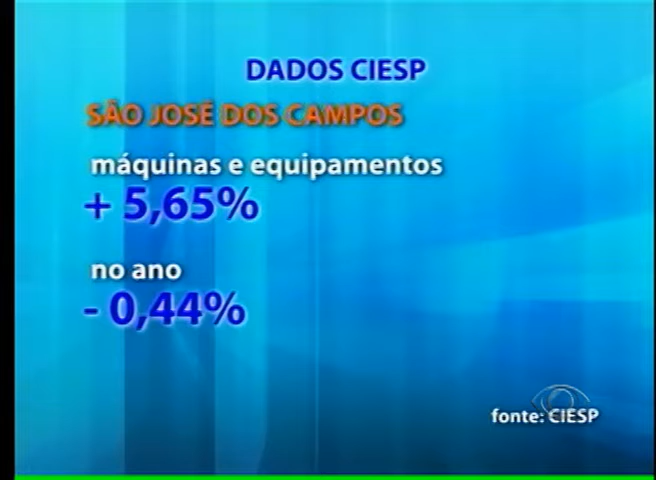 DADOS CIESP
SÃO JOSÉ DOS CAMPOS
máquinas e equipamentos
+ 5,65%
no ano
- 0,44%
fonte: CIESP